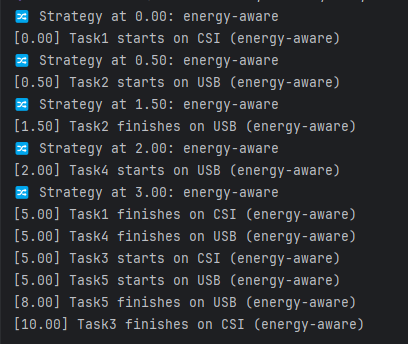 🔀 Strategy at 0.00: energy-aware
[0.00] Task1 starts on CSI (energy-aware)
🔀 Strategy at 0.50: energy-aware
[0.50] Task2 starts on USB (energy-aware)
🔀 Strategy at 1.50: energy-aware
[1.50] Task2 finishes on USB (energy-aware)
🔀 Strategy at 2.00: energy-aware
[2.00] Task4 starts on USB (energy-aware)
🔀 Strategy at 3.00: energy-aware
[5.00] Task1 finishes on CSI (energy-aware)
[5.00] Task4 finishes on USB (energy-aware)
[5.00] Task3 starts on CSI (energy-aware)
[5.00] Task5 starts on USB (energy-aware)
[8.00] Task5 finishes on USB (energy-aware)
[10.00] Task3 finishes on CSI (energy-aware)